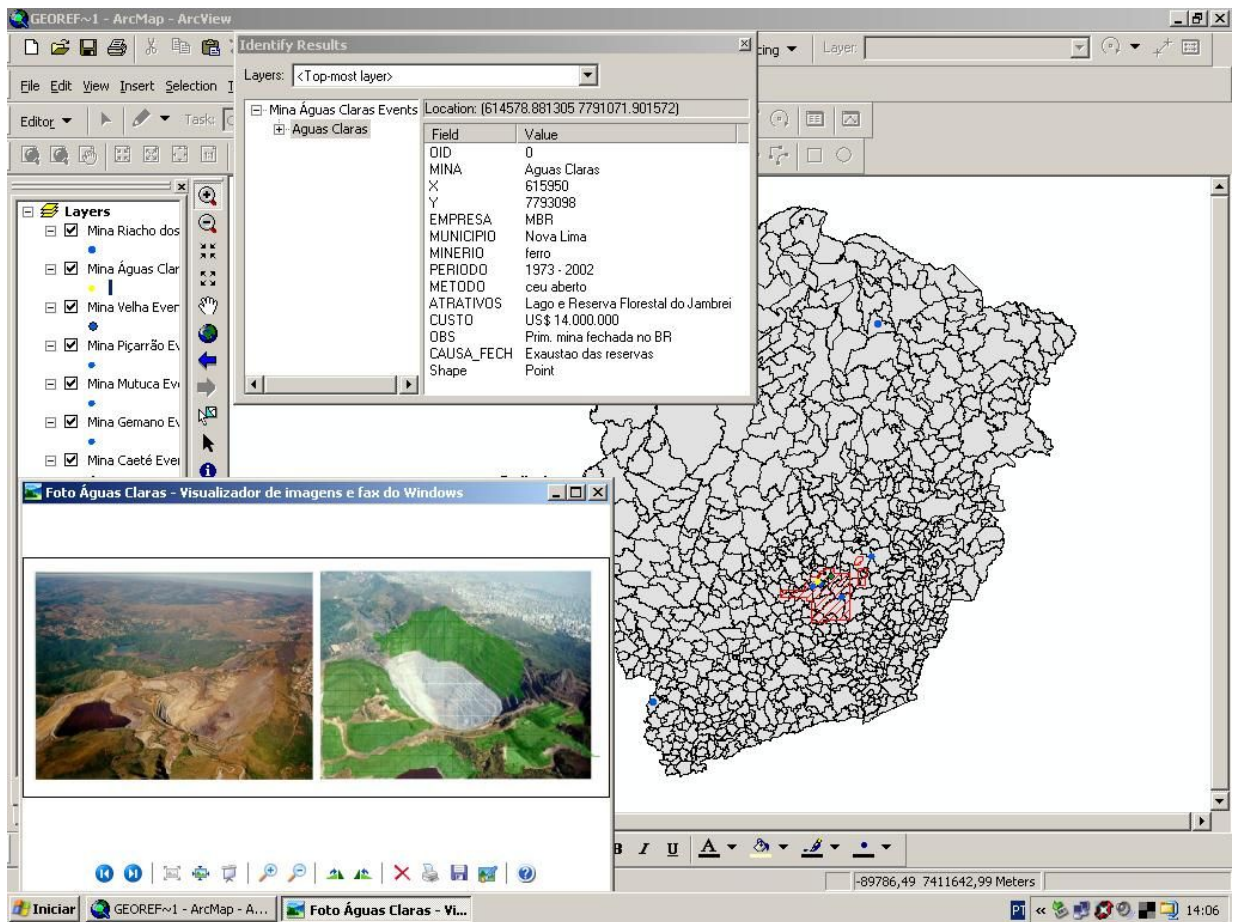 GEOREF~1 - ArcMap - ArcView
Identify Results
Layers: <Top-most layer>
Layer:
File Edit View Insert Selection
Editor Task:
Mina Águas Claras Events
Aguas Claras
Location: (614578.881305 7791071.901572)
Field Value
OID 0
MINA Aguas Claras
X 615950
Y 7793098
EMPRESA MBR
MUNICIPIO Nova Lima
MINERIO ferro
PERIODO 1973 - 2002
METODO ceu aberto
ATRATIVOS Lago e Reserva Florestal do Jambrei
CUSTO US$ 14.000.000
OBS Prim. mina fechada no BR
CAUSA_FECH Exaustao das reservas
Shape Point
Layers
Mina Riacho dos
Mina Águas Clar
Mina Velha Ever
Mina Piçarrão Ev
Mina Mutuca Eve
Mina Gemano Ev
Mina Caeté Ever
Foto Águas Claras - Visualizador de imagens e fax do Windows
B I U A
-89786,49 7411642,99 Meters
Iniciar GEOREF~1 - ArcMap - A... Foto Águas Claras - Vi... PT « 14:06